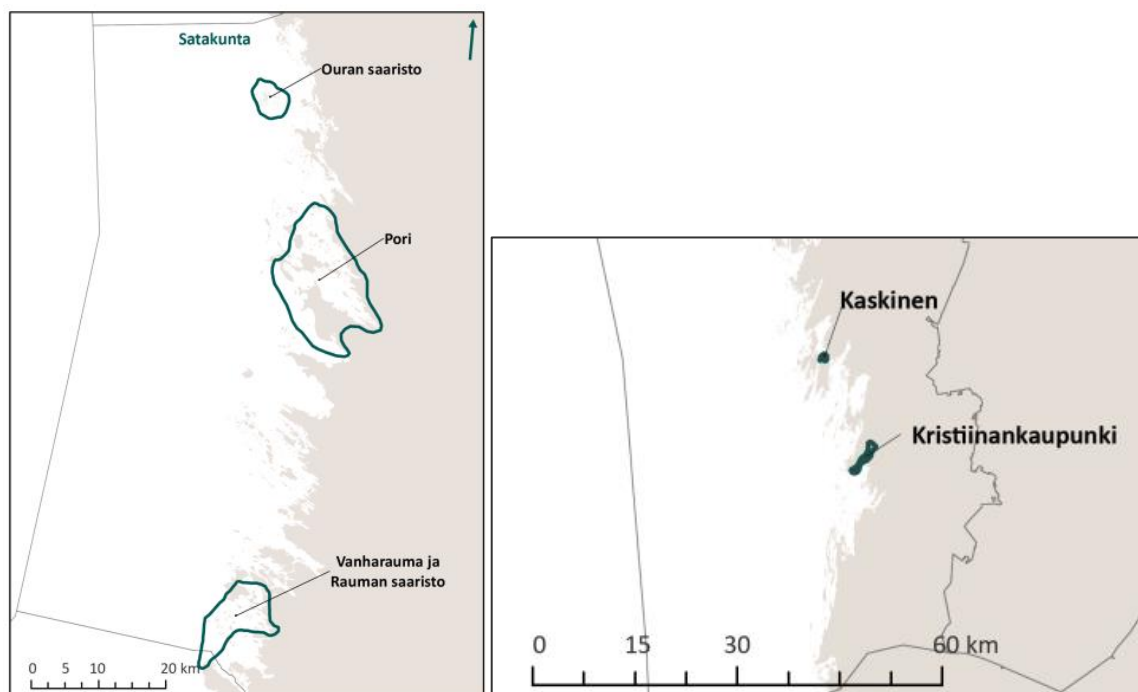 Satakunta
Ouran saaristo
Pori
Vanharauma ja
Rauman saaristo
0 5 10 20 km
Kaskinen
Kristiinankaupunki
0 15 30 60 km